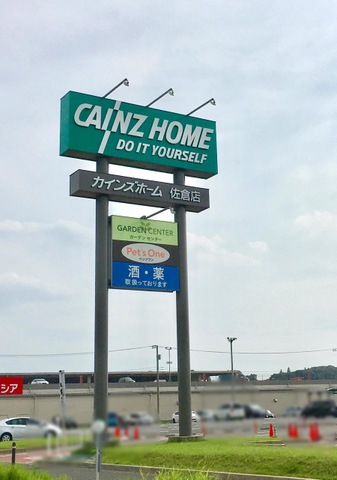 CAINZ HOME
DO IT YOURSELF
カインズホーム 佐倉店
GARDEN CENTER
ガーデン センター
Pet's One
ペッツワン
酒・薬
取扱っております
シア